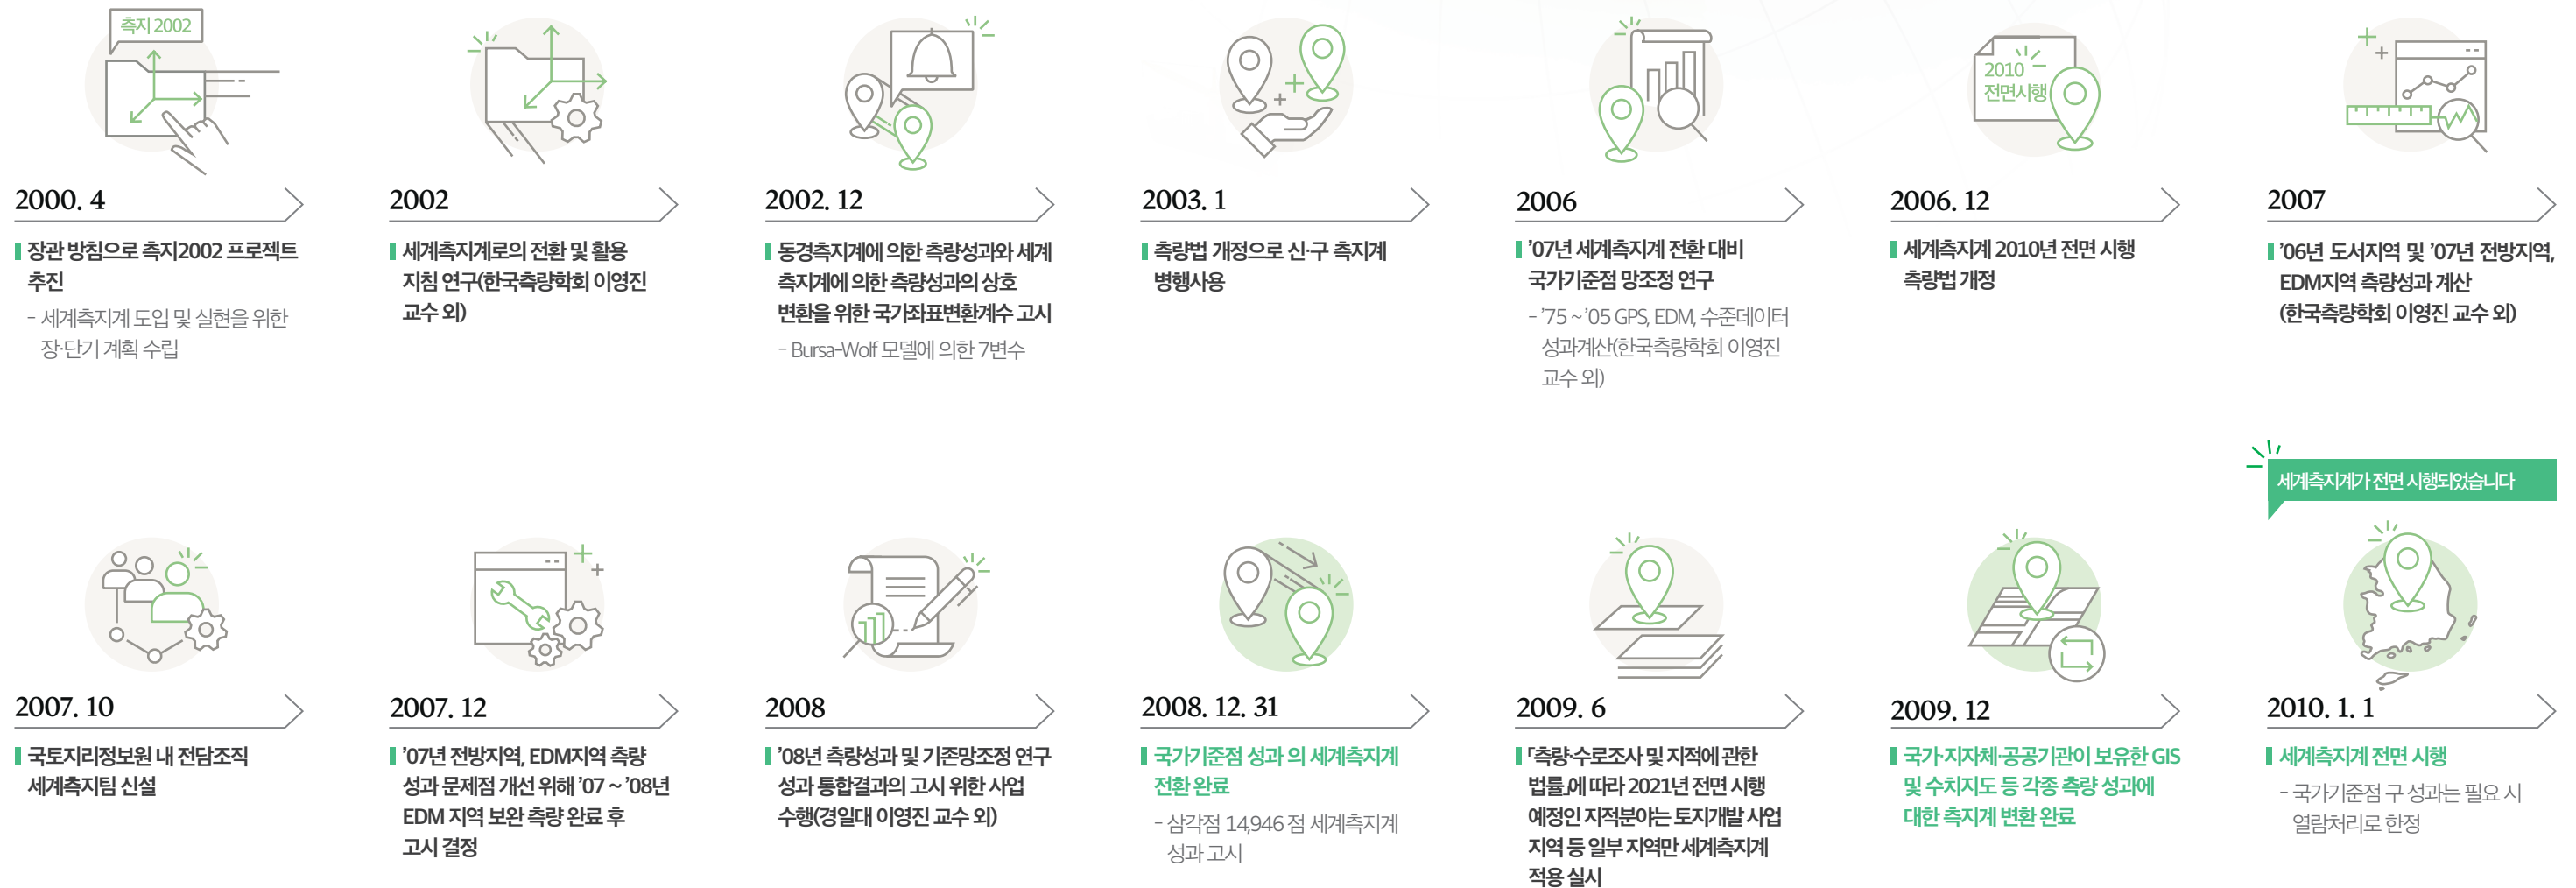 측지 2002
2000. 4
장관 방침으로 측지2002 프로젝트
추진
- 세계측지계 도입 및 실현을 위한
장·단기 계획 수립
2002
세계측지계로의 전환 및 활용
지침 연구(한국측량학회 이영진
교수 외)
2002. 12
동경측지계에 의한 측량성과와 세계
측지계에 의한 측량성과의 상호
변환을 위한 국가좌표변환계수 고시
- Bursa-Wolf 모델에 의한 7변수
2003. 1
측량법 개정으로 신·구 측지계
병행사용
2006
’07년 세계측지계 전환 대비
국가기준점 망조정 연구
- ’75 ~ ’05 GPS, EDM, 수준데이터
성과계산(한국측량학회 이영진
교수 외)
2010
전면시행
2006. 12
세계측지계 2010년 전면 시행
측량법 개정
2007
’06년 도서지역 및 ’07년 전방지역,
EDM지역 측량성과 계산
(한국측량학회 이영진 교수 외)
2007. 10
국토지리정보원 내 전담조직
세계측지팀 신설
2007. 12
’07년 전방지역, EDM지역 측량
성과 문제점 개선 위해 ’07 ~ ’08년
EDM 지역 보완 측량 완료 후
고시 결정
2008
’08년 측량성과 및 기존망조정 연구
성과 통합결과의 고시 위한 사업
수행(경일대 이영진 교수 외)
2008. 12. 31
국가기준점 성과 의 세계측지계
전환 완료
- 삼각점 14,946 점 세계측지계
성과 고시
2009. 6
「측량·수로조사 및 지적에 관한
법률」에 따라 2021년 전면 시행
예정인 지적분야는 토지개발 사업
지역 등 일부 지역만 세계측지계
적용 실시
2009. 12
국가·지자체·공공기관이 보유한 GIS
및 수치지도 등 각종 측량 성과에
대한 측지계 변환 완료
세계측지계가 전면 시행되었습니다
2010. 1. 1
세계측지계 전면 시행
- 국가기준점 구 성과는 필요 시
열람처리로 한정